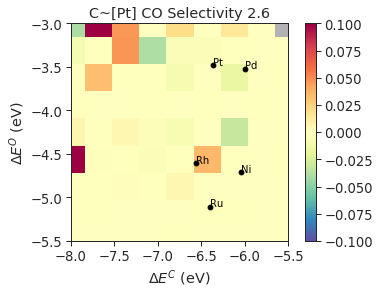 C~[Pt] CO Selectivity 2.6
−3.0
−3.5
−4.0
−4.5
−5.0
−5.5
ΔE^O (eV)
Pt
Pd
Rh
Ni
Ru
−8.0 −7.5 −7.0 −6.5 −6.0 −5.5
ΔE^C (eV)
0.100
0.075
0.050
0.025
0.000
−0.025
−0.050
−0.075
−0.100